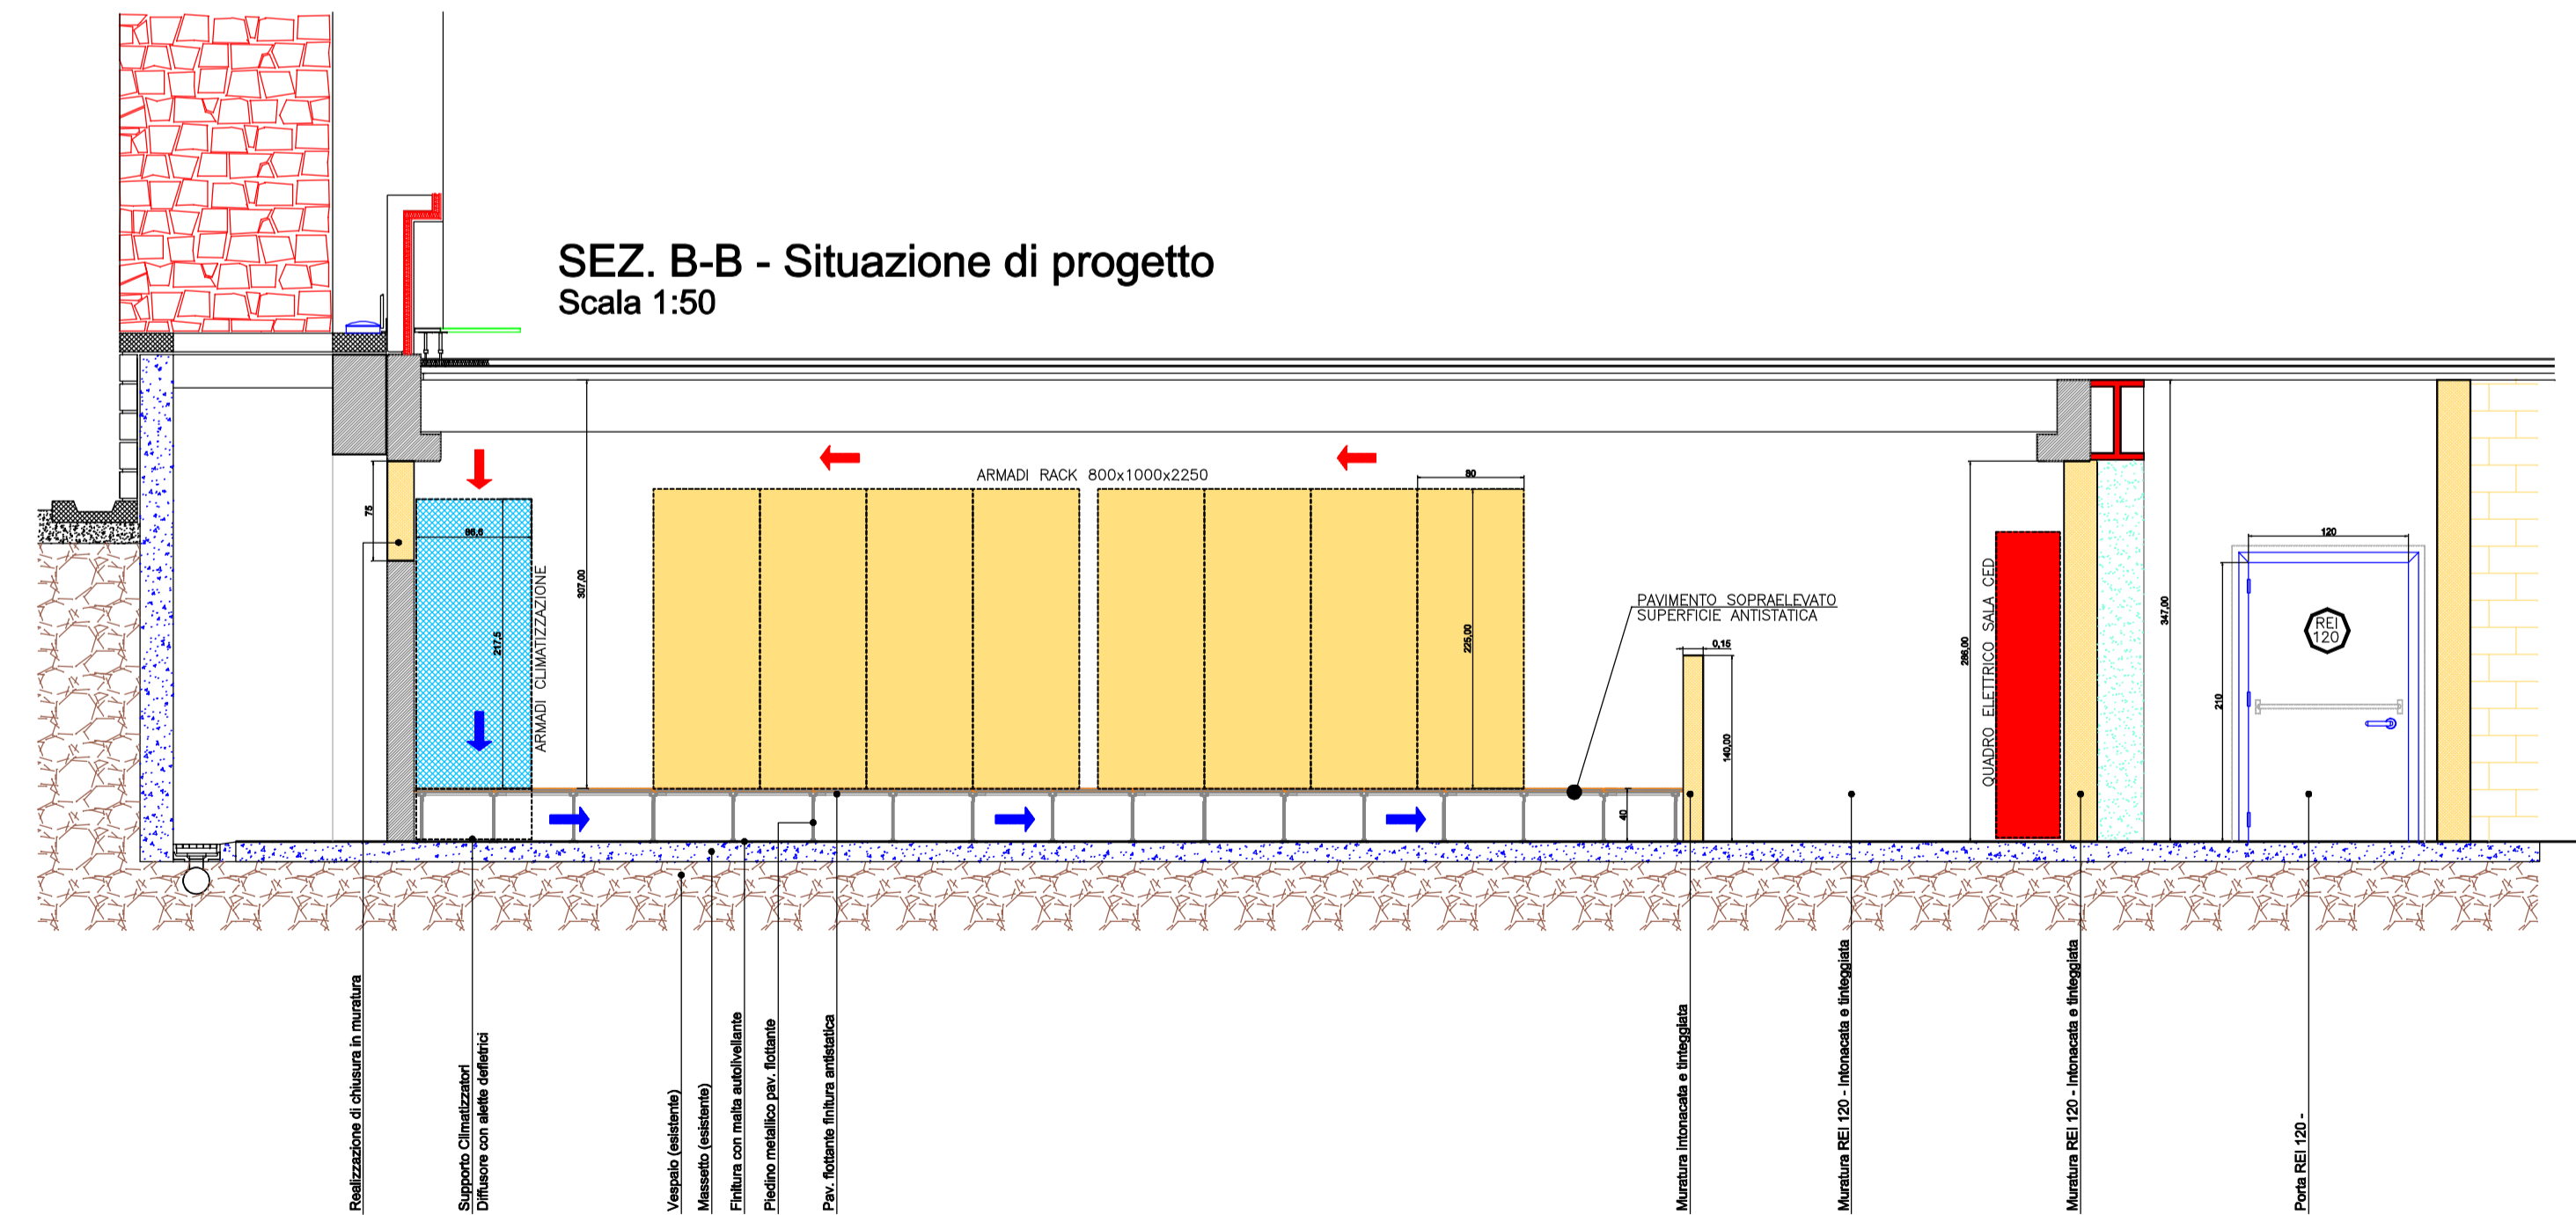 SEZ. B-B - Situazione di progetto
Scala 1:50
ARMADI RACK 800x1000x2250
80
75
86,6
217,5
ARMADI CLIMATIZZAZIONE
307,00
225,00
PAVIMENTO SOPRAELEVATO
SUPERFICIE ANTISTATICA
0,15
140,00
40
286,00
QUADRO ELETTRICO SALA CED
347,00
210
120
REI
120
Realizzazione di chiusura in muratura
Supporto Climatizzatori
Diffusore con alette defletrici
Vespaio (esistente)
Massetto (esistente)
Finitura con malta autolivellante
Piedino metallico pav. flottante
Pav. flottante finitura antistatica
Muratura intonacata e tinteggiata
Muratura REI 120 - Intonacata e tinteggiata
Muratura REI 120 - Intonacata e tinteggiata
Porta REI 120 -